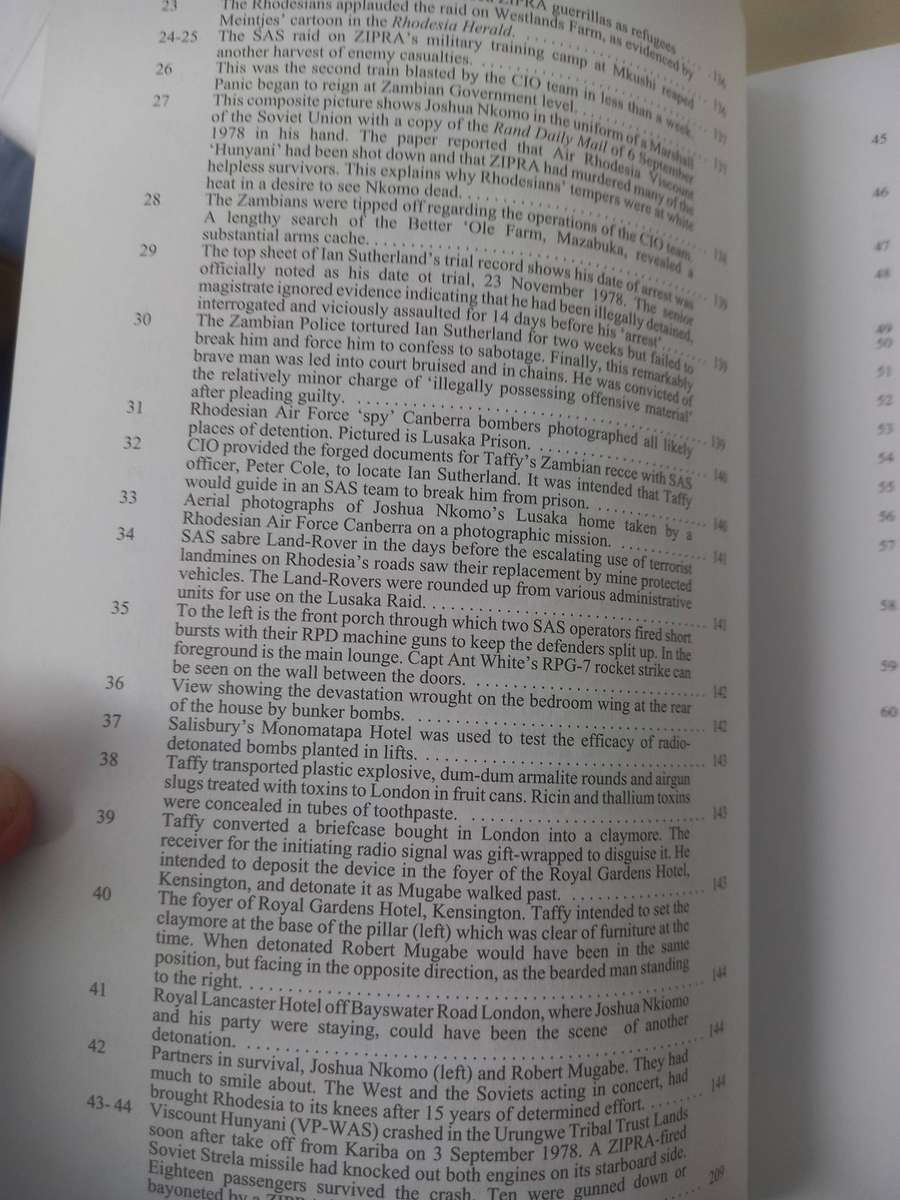 guerrillas as refugees
23 The Rhodesians applauded the raid on Westlands Farm, as evidenced by
Meintjes' cartoon in the Rhodesia Herald. 136
24-25 The SAS raid on ZIPRA's military training camp at Mkushi reaped
another harvest of enemy casualties. 136
26 This was the second train blasted by the CIO team in less than a week.
Panic began to reign at Zambian Government level. 137
27 This composite picture shows Joshua Nkomo in the uniform of a Marshall
of the Soviet Union with a copy of the Rand Daily Mail of 6 September
1978 in his hand. The paper reported that Air Rhodesia Viscount
'Hunyani' had been shot down and that ZIPRA had murdered many of the
helpless survivors. This explains why Rhodesians' tempers were at white
heat in a desire to see Nkomo dead. 138
28 The Zambians were tipped off regarding the operations of the CIO team.
A lengthy search of the Better 'Ole Farm, Mazabuka, revealed a
substantial arms cache. 139
29 The top sheet of Ian Sutherland's trial record shows his date of arrest was
officially noted as his date ot trial, 23 November 1978. The senior
magistrate ignored evidence indicating that he had been illegally detained,
interrogated and viciously assaulted for 14 days before his 'arrest'. 139
30 The Zambian Police tortured Ian Sutherland for two weeks but failed to
break him and force him to confess to sabotage. Finally, this remarkably
brave man was led into court bruised and in chains. He was convicted of
the relatively minor charge of 'illegally possessing offensive material'
after pleading guilty. 139
31 Rhodesian Air Force 'spy' Canberra bombers photographed all likely
places of detention. Pictured is Lusaka Prison. 140
32 CIO provided the forged documents for Taffy's Zambian recce with SAS
officer, Peter Cole, to locate Ian Sutherland. It was intended that Taffy
would guide in an SAS team to break him from prison. 140
33 Aerial photographs of Joshua Nkomo's Lusaka home taken by a
Rhodesian Air Force Canberra on a photographic mission. 141
34 SAS sabre Land-Rover in the days before the escalating use of terrorist
landmines on Rhodesia's roads saw their replacement by mine protected
vehicles. The Land-Rovers were rounded up from various administrative
units for use on the Lusaka Raid. 141
35 To the left is the front porch through which two SAS operators fired short
bursts with their RPD machine guns to keep the defenders split up. In the
foreground is the main lounge. Capt Ant White's RPG-7 rocket strike can
be seen on the wall between the doors. 142
36 View showing the devastation wrought on the bedroom wing at the rear
of the house by bunker bombs. 142
37 Salisbury's Monomatapa Hotel was used to test the efficacy of radio-
detonated bombs planted in lifts. 143
38 Taffy transported plastic explosive, dum-dum armalite rounds and airgun
slugs treated with toxins to London in fruit cans. Ricin and thallium toxins
were concealed in tubes of toothpaste. 143
39 Taffy converted a briefcase bought in London into a claymore. The
receiver for the initiating radio signal was gift-wrapped to disguise it. He
intended to deposit the device in the foyer of the Royal Gardens Hotel,
Kensington, and detonate it as Mugabe walked past. 143
40 The foyer of Royal Gardens Hotel, Kensington. Taffy intended to set the
claymore at the base of the pillar (left) which was clear of furniture at the
time. When detonated Robert Mugabe would have been in the same
position, but facing in the opposite direction, as the bearded man standing
to the right. 144
41 Royal Lancaster Hotel off Bayswater Road London, where Joshua Nkiomo
and his party were staying, could have been the scene of another
detonation. 144
42 Partners in survival, Joshua Nkomo (left) and Robert Mugabe. They had
much to smile about. The West and the Soviets acting in concert, had
brought Rhodesia to its knees after 15 years of determined effort. 144
43-44 Viscount Hunyani (VP-WAS) crashed in the Urungwe Tribal Trust Lands
soon after take off from Kariba on 3 September 1978. A ZIPRA-fired
Soviet Strela missile had knocked out both engines on its starboard side.
Eighteen passengers survived the crash. Ten were gunned down or 209
bayoneted by a
45
46
47
48
49
50
51
52
53
54
55
56
57
58
59
60